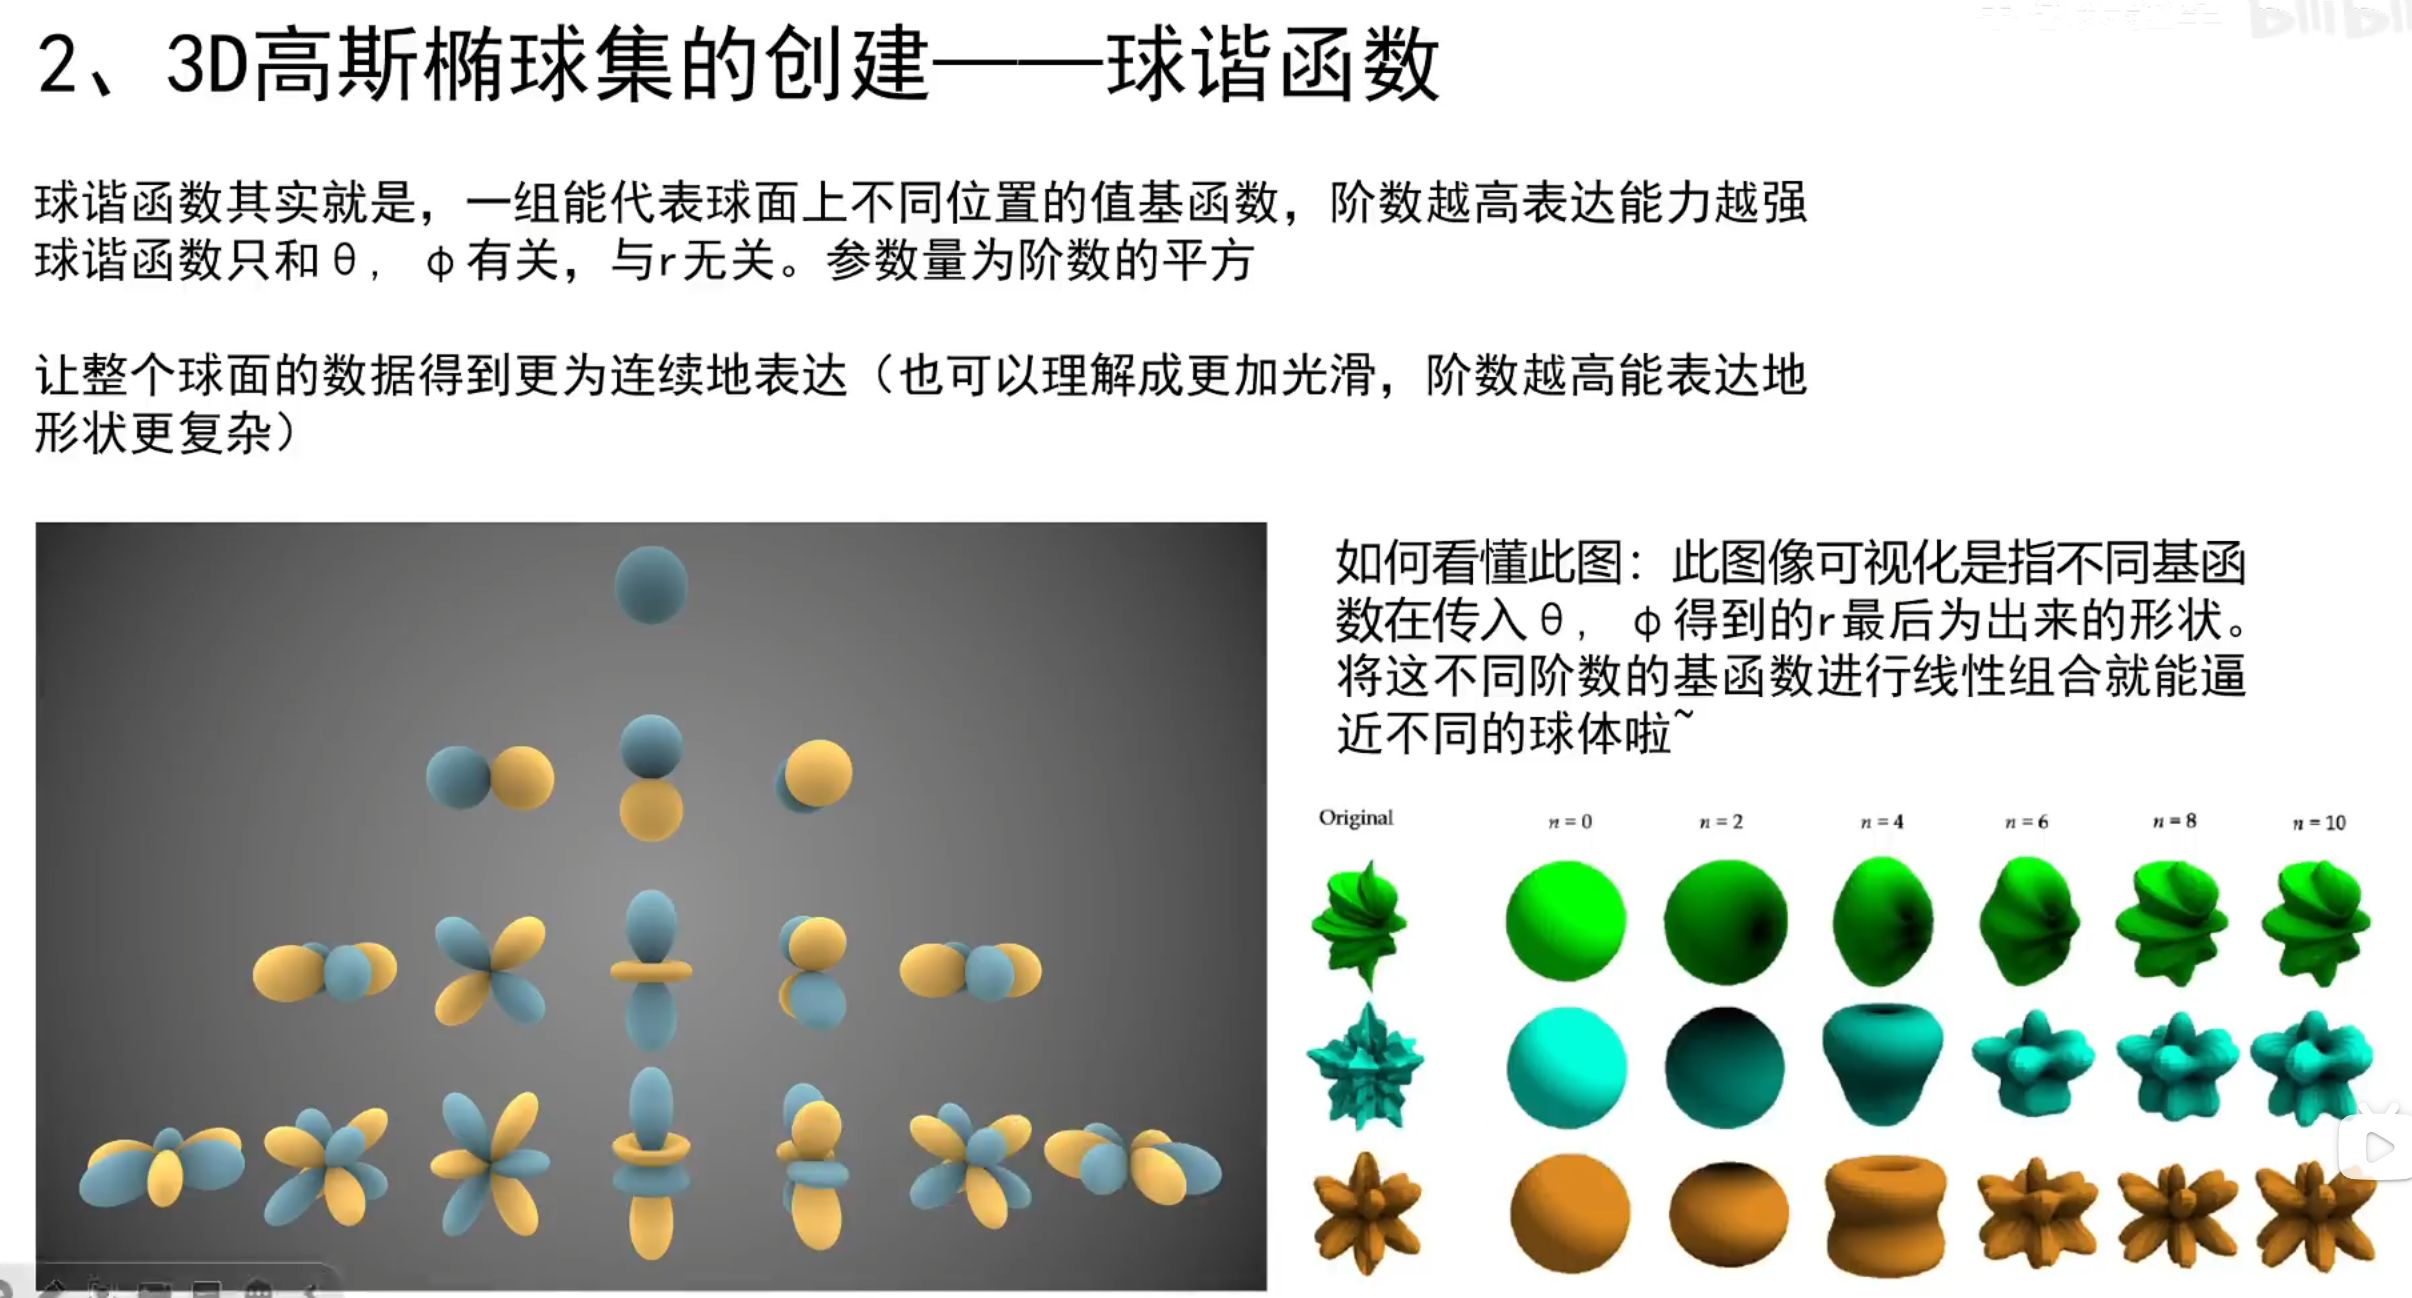 2、3D高斯椭球集的创建——球谐函数
球谐函数其实就是，一组能代表球面上不同位置的值基函数，阶数越高表达能力越强
球谐函数只和θ， φ有关，与r无关。参数量为阶数的平方
让整个球面的数据得到更为连续地表达（也可以理解成更加光滑，阶数越高能表达地
形状更复杂）
如何看懂此图：此图像可视化是指不同基函
数在传入θ， φ得到的r最后为出来的形状。
将这不同阶数的基函数进行线性组合就能逼
近不同的球体啦~
Original n = 0 n = 2 n = 4 n = 6 n = 8 n = 10